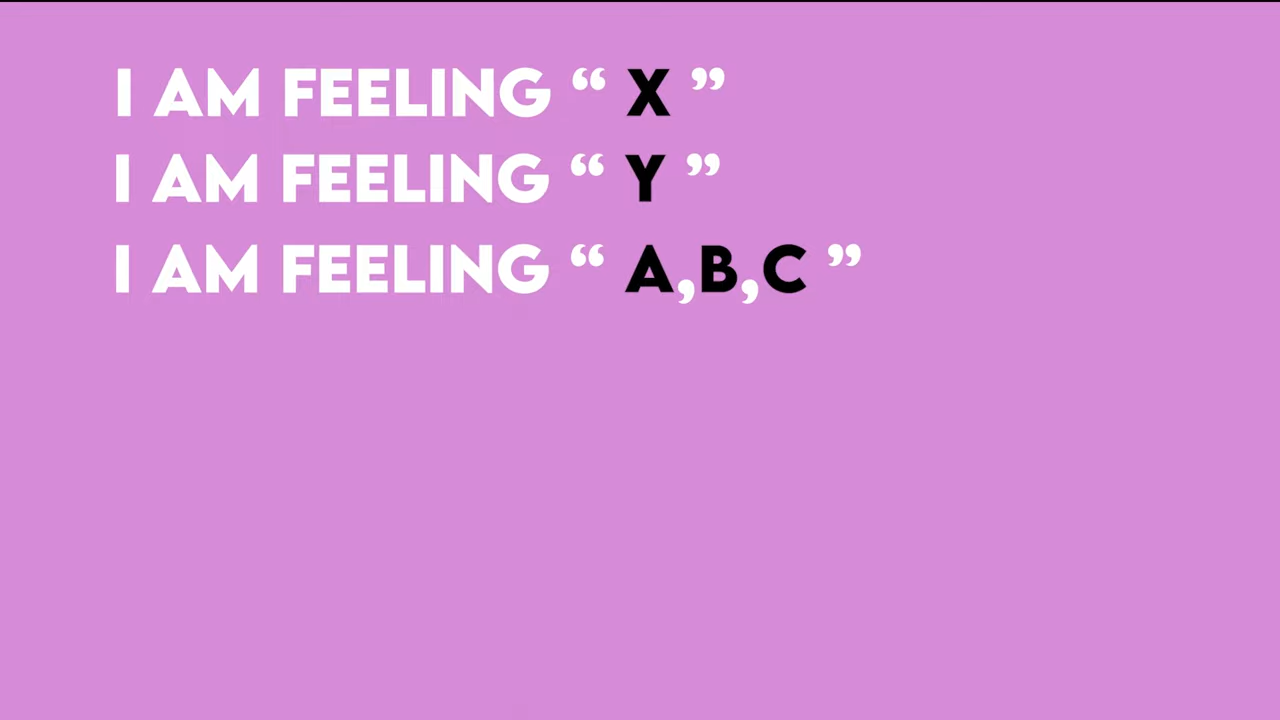 I AM FEELING “ X ”
I AM FEELING “ Y ”
I AM FEELING “ A,B,C ”